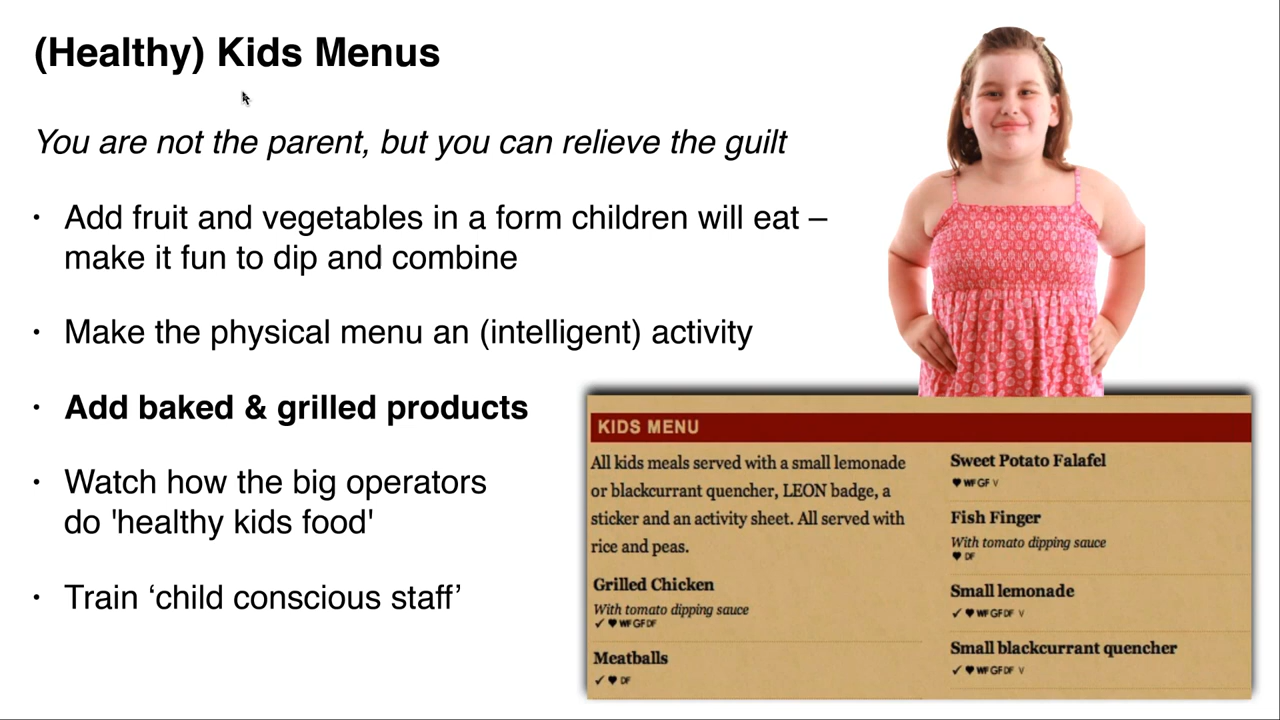 (Healthy) Kids Menus
You are not the parent, but you can relieve the guilt
• Add fruit and vegetables in a form children will eat –
make it fun to dip and combine
• Make the physical menu an (intelligent) activity
• Add baked & grilled products
• Watch how the big operators
do 'healthy kids food'
• Train ‘child conscious staff’
KIDS MENU
All kids meals served with a small lemonade
or blackcurrant quencher, LEON badge, a
sticker and an activity sheet. All served with
rice and peas.
Grilled Chicken
With tomato dipping sauce
✓ ♥ WF GF DF
Meatballs
✓ ♥ DF
Sweet Potato Falafel
♥ WF GF V
Fish Finger
With tomato dipping sauce
♥ DF
Small lemonade
✓ ♥ WF GF DF V
Small blackcurrant quencher
✓ ♥ WF GF DF V